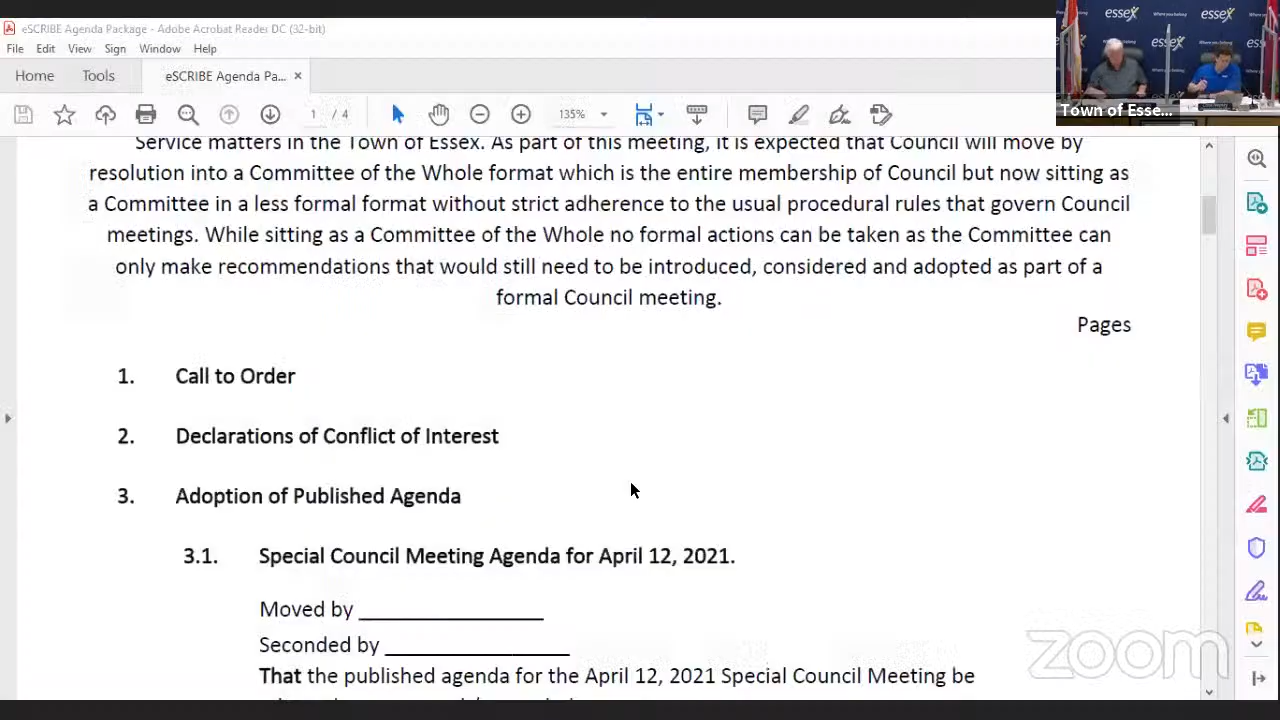 eSCRIBE Agenda Package - Adobe Acrobat Reader DC (32-bit)
File Edit View Sign Window Help
Home Tools eSCRIBE Agenda Pa... ×
1 / 4 135%
essex essex
essex
Town of Esse...
Service matters in the Town of Essex. As part of this meeting, it is expected that Council will move by
resolution into a Committee of the Whole format which is the entire membership of Council but now sitting as
a Committee in a less formal format without strict adherence to the usual procedural rules that govern Council
meetings. While sitting as a Committee of the Whole no formal actions can be taken as the Committee can
only make recommendations that would still need to be introduced, considered and adopted as part of a
formal Council meeting.
Pages
1. Call to Order
2. Declarations of Conflict of Interest
3. Adoption of Published Agenda
3.1. Special Council Meeting Agenda for April 12, 2021.
Moved by ________________
Seconded by ________________
That the published agenda for the April 12, 2021 Special Council Meeting be
zoom